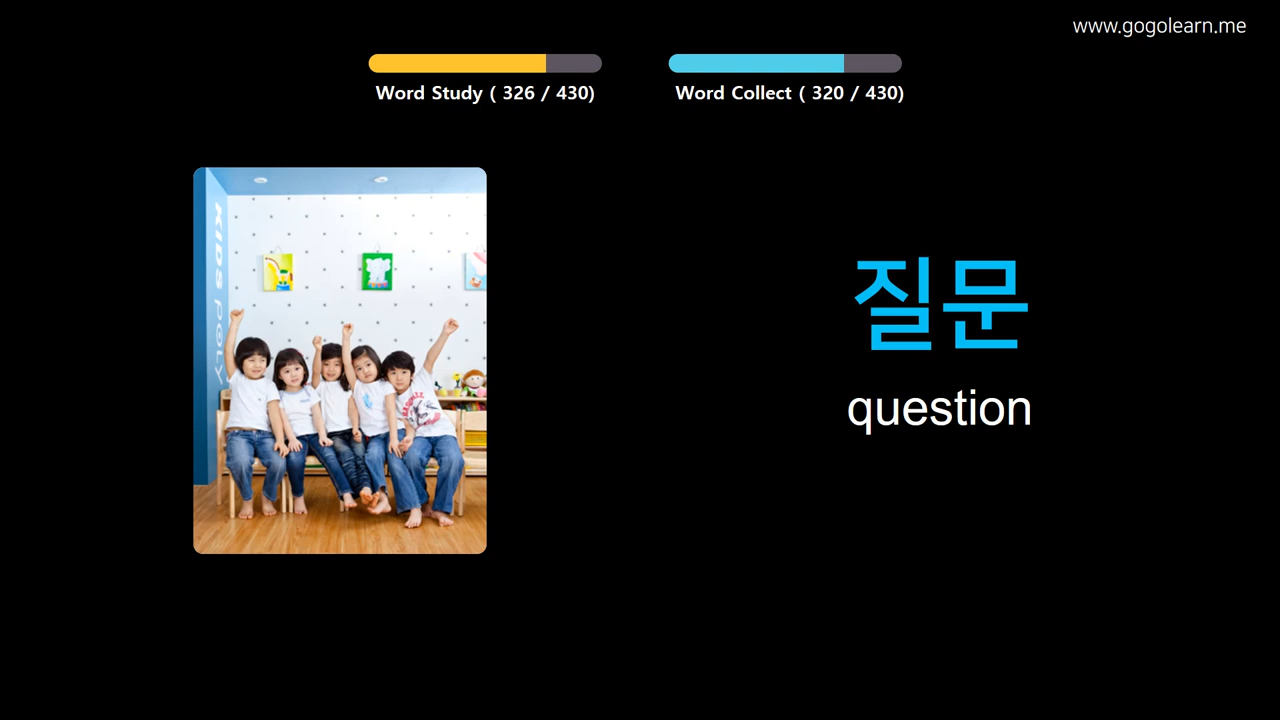 www.gogolearn.me
Word Study ( 326 / 430)
Word Collect ( 320 / 430)
KIDS POLY
질문
question